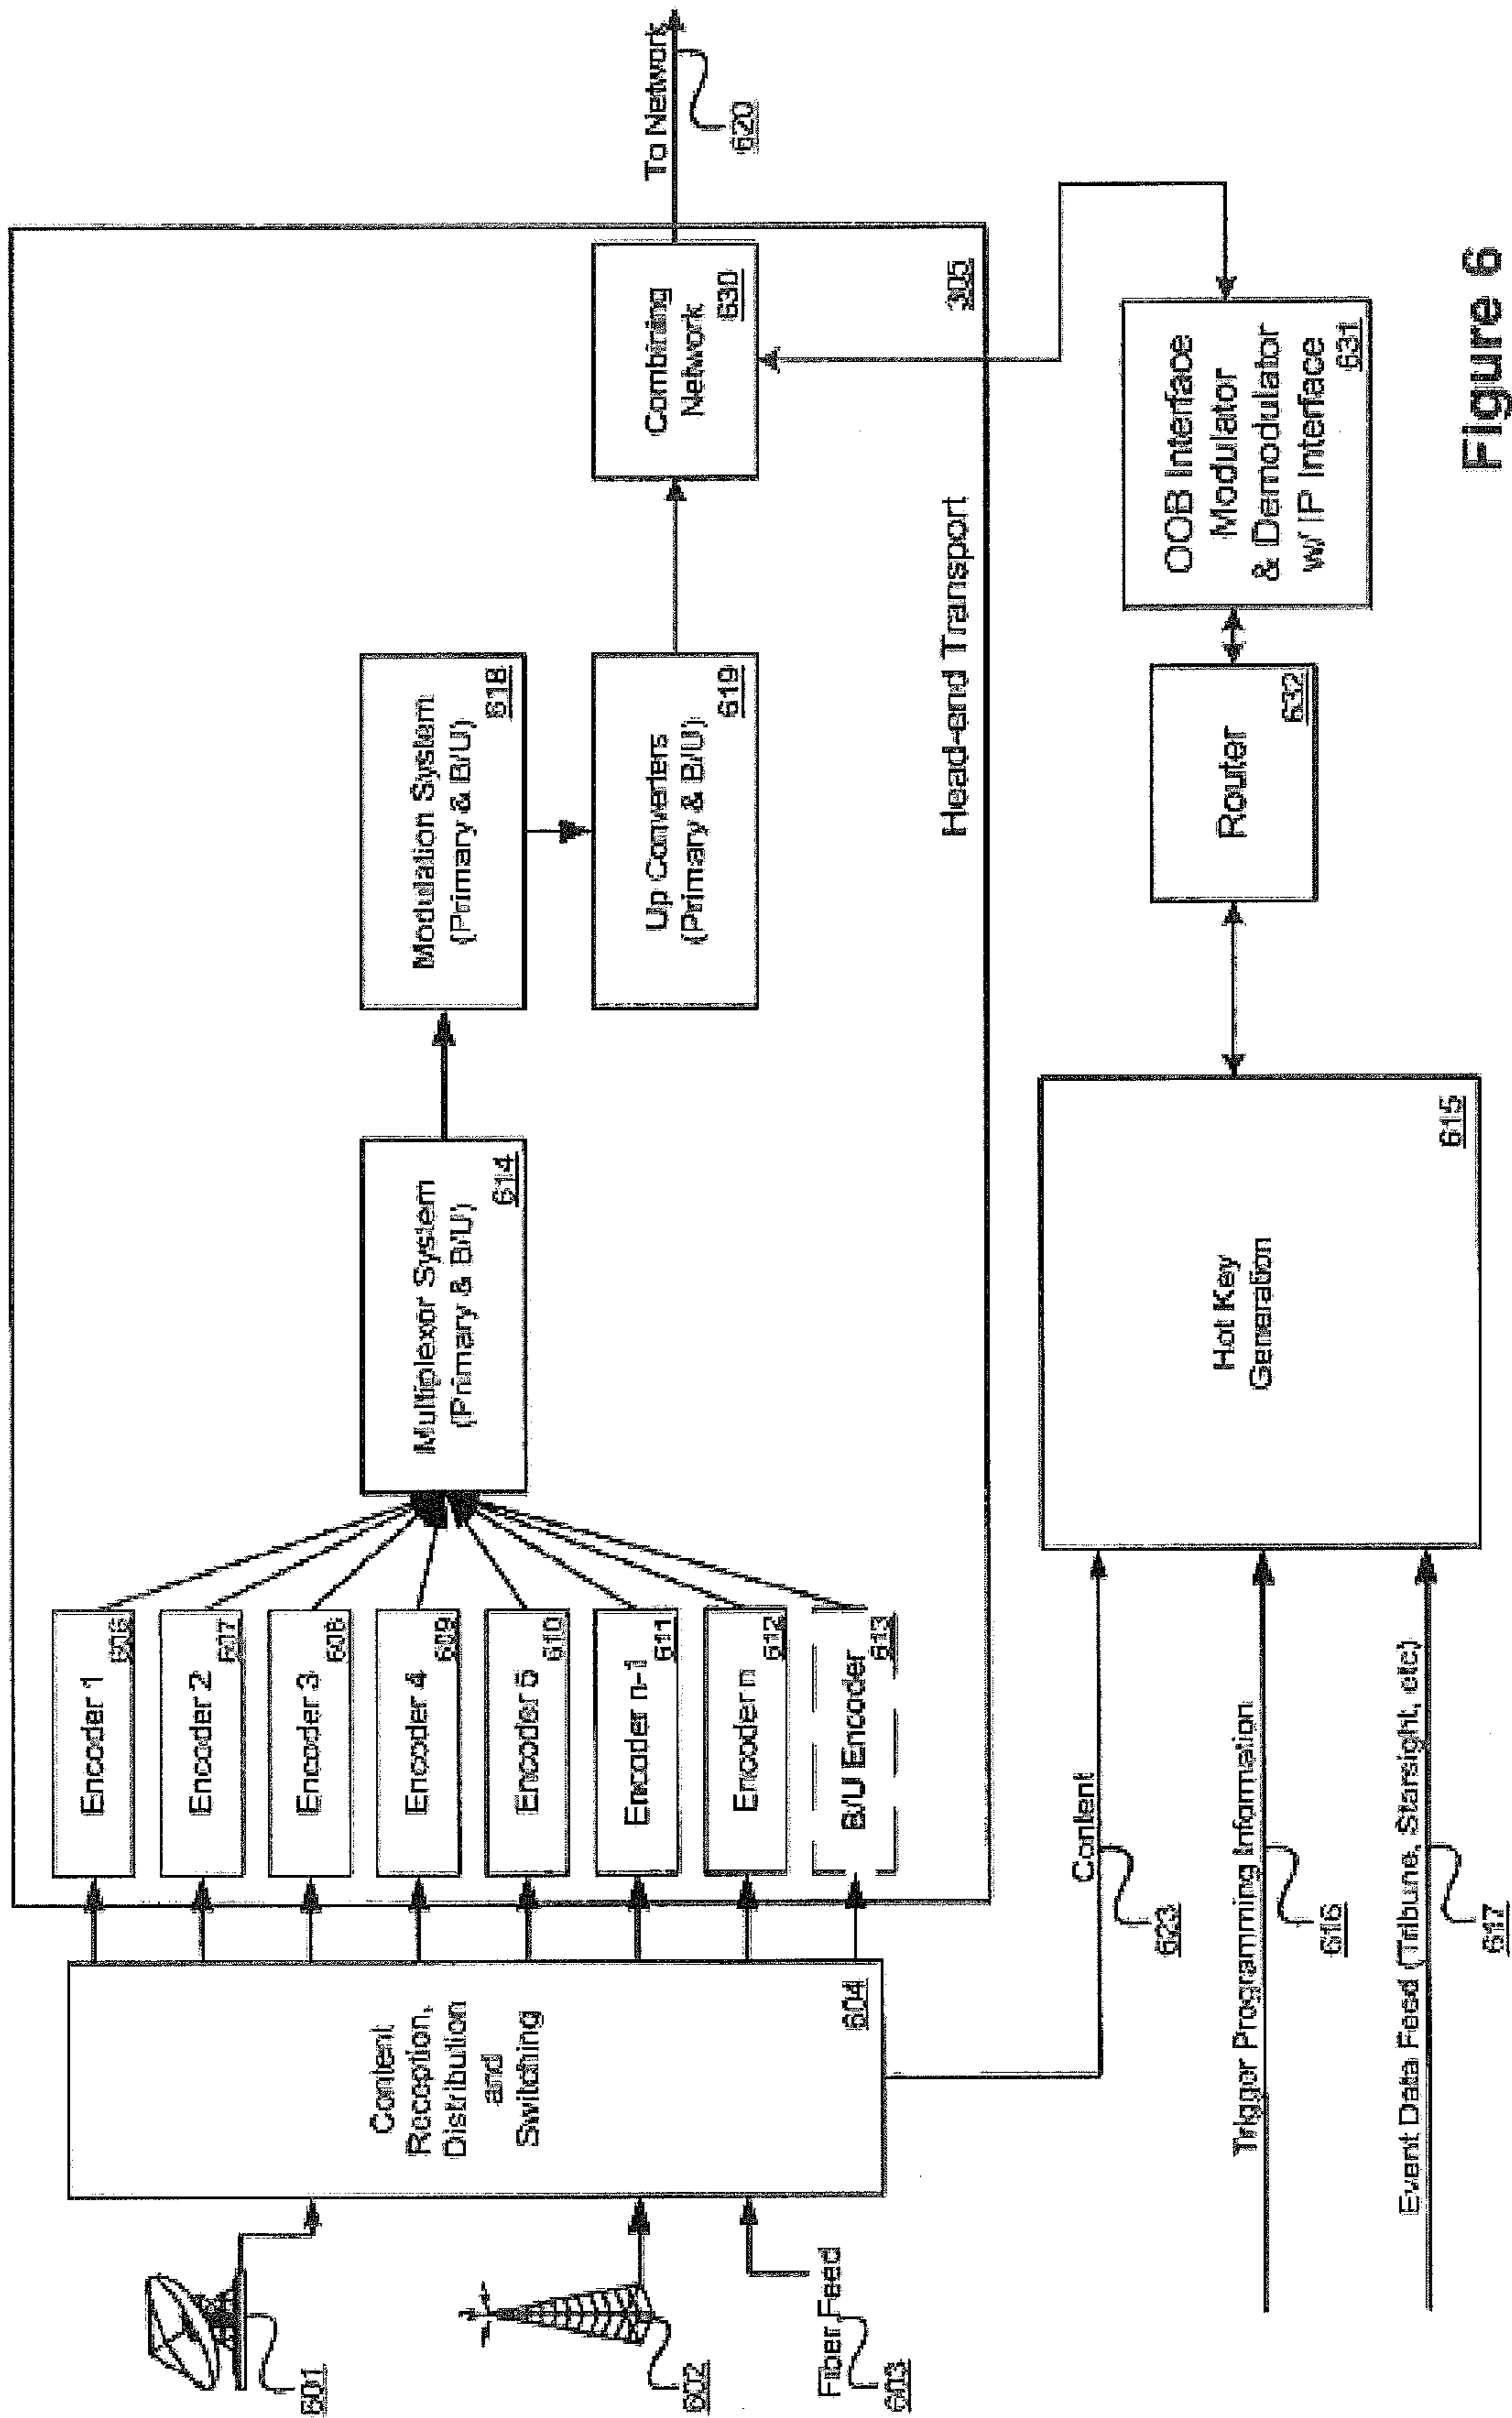 601
602
Fiber Feed
603
Content
Reception,
Distribution
and
Switching
604
Encoder 1
606
Encoder 2
607
Encoder 3
608
Encoder 4
609
Encoder 5
610
Encoder n-1
611
Encoder n
612
B/U Encoder
613
Multiplexor System
(Primary & B/U)
614
Modulation System
(Primary & B/U)
618
Up Converters
(Primary & B/U)
619
Combining
Network
630
To Network
620
Head-end Transport
305
Content
623
Trigger Programming Information
616
Event Data Feed (Tribune, Starsight, etc)
617
Hot Key
Generation
615
Router
632
OOB Interface
Modulator
& Demodulator
w/ IP Interface
631
Figure 6